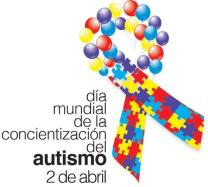 día
mundial
de la
concientización
del
autismo
2 de abril